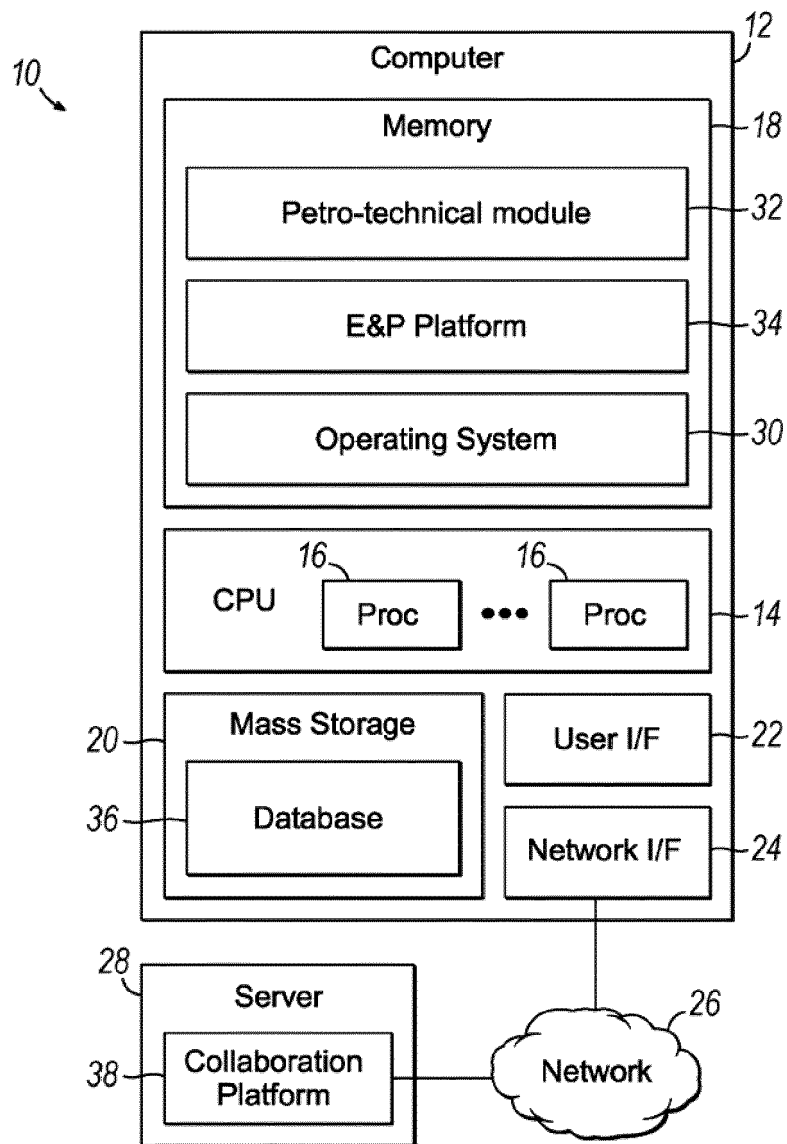 10
12
Computer
Memory
18
Petro-technical module
32
E&P Platform
34
Operating System
30
16
16
CPU
Proc
•••
Proc
14
20
Mass Storage
User I/F
22
36
Database
Network I/F
24
28
Server
26
38
Collaboration
Platform
Network